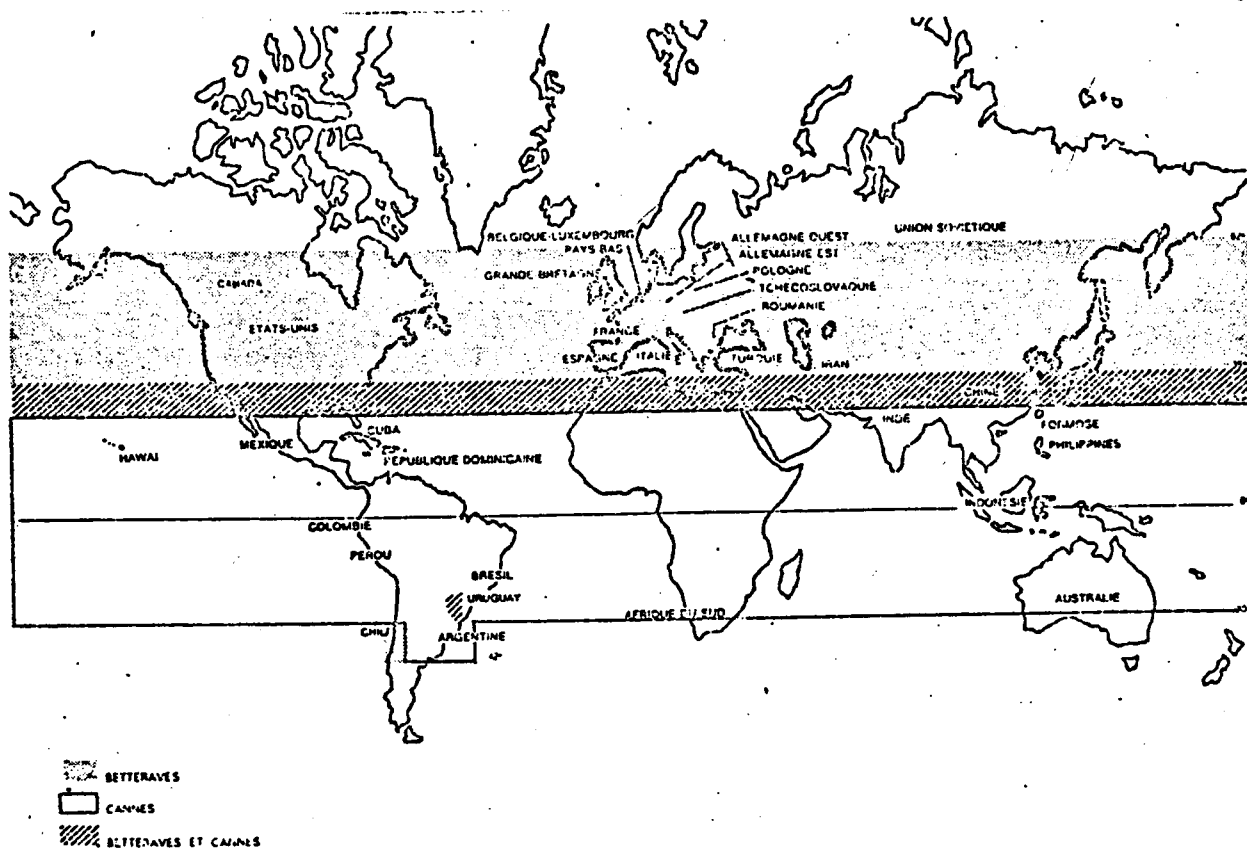 UNION SOVIETIQUE
BELGIQUE-LUXEMBOURG
PAYS BAS
GRANDE BRETAGNE
ALLEMAGNE OUEST
ALLEMAGNE EST
POLOGNE
TCHECOSLOVAQUIE
ROUMANIE
CANADA
ETATS-UNIS
FRANCE
ESPAGNE
ITALIE
TURQUIE
IRAN
CHINE
INDE
FORMOSE
PHILIPPINES
MEXIQUE
CUBA
HAWAI
REPUBLIQUE DOMINICAINE
INDONESIE
COLOMBIE
PEROU
BRESIL
URUGUAY
AUSTRALIE
AFRIQUE DU SUD
CHILI
ARGENTINE
BETTERAVES
CANNES
BETTERAVES ET CANNES